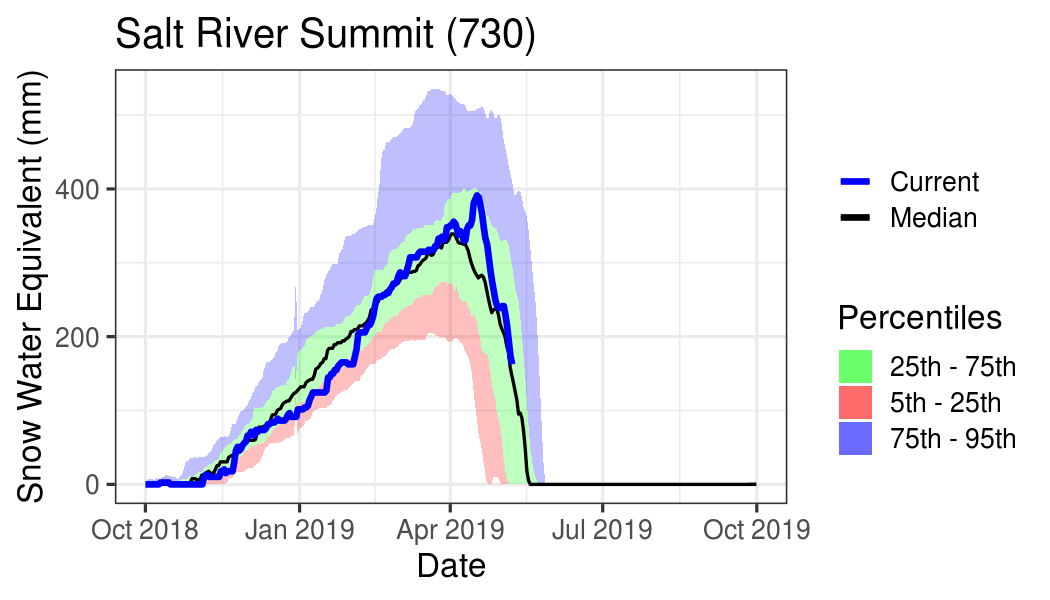 Salt River Summit (730)
Snow Water Equivalent (mm)
400
200
0
Oct 2018
Jan 2019
Apr 2019
Jul 2019
Oct 2019
Date
Current
Median
Percentiles
25th - 75th
5th - 25th
75th - 95th